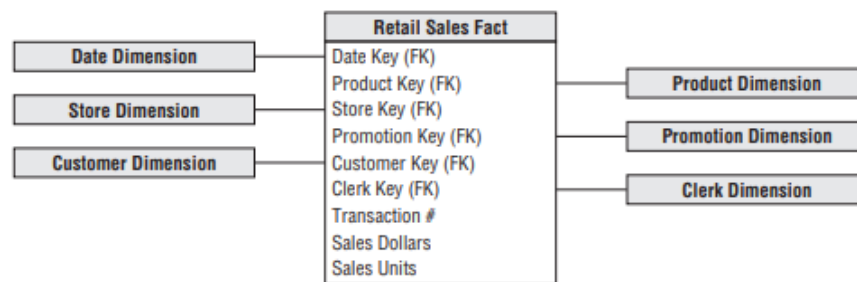 Retail Sales Fact
Date Dimension
Date Key (FK)
Product Key (FK)
Product Dimension
Store Dimension
Store Key (FK)
Promotion Key (FK)
Promotion Dimension
Customer Dimension
Customer Key (FK)
Clerk Key (FK)
Clerk Dimension
Transaction #
Sales Dollars
Sales Units